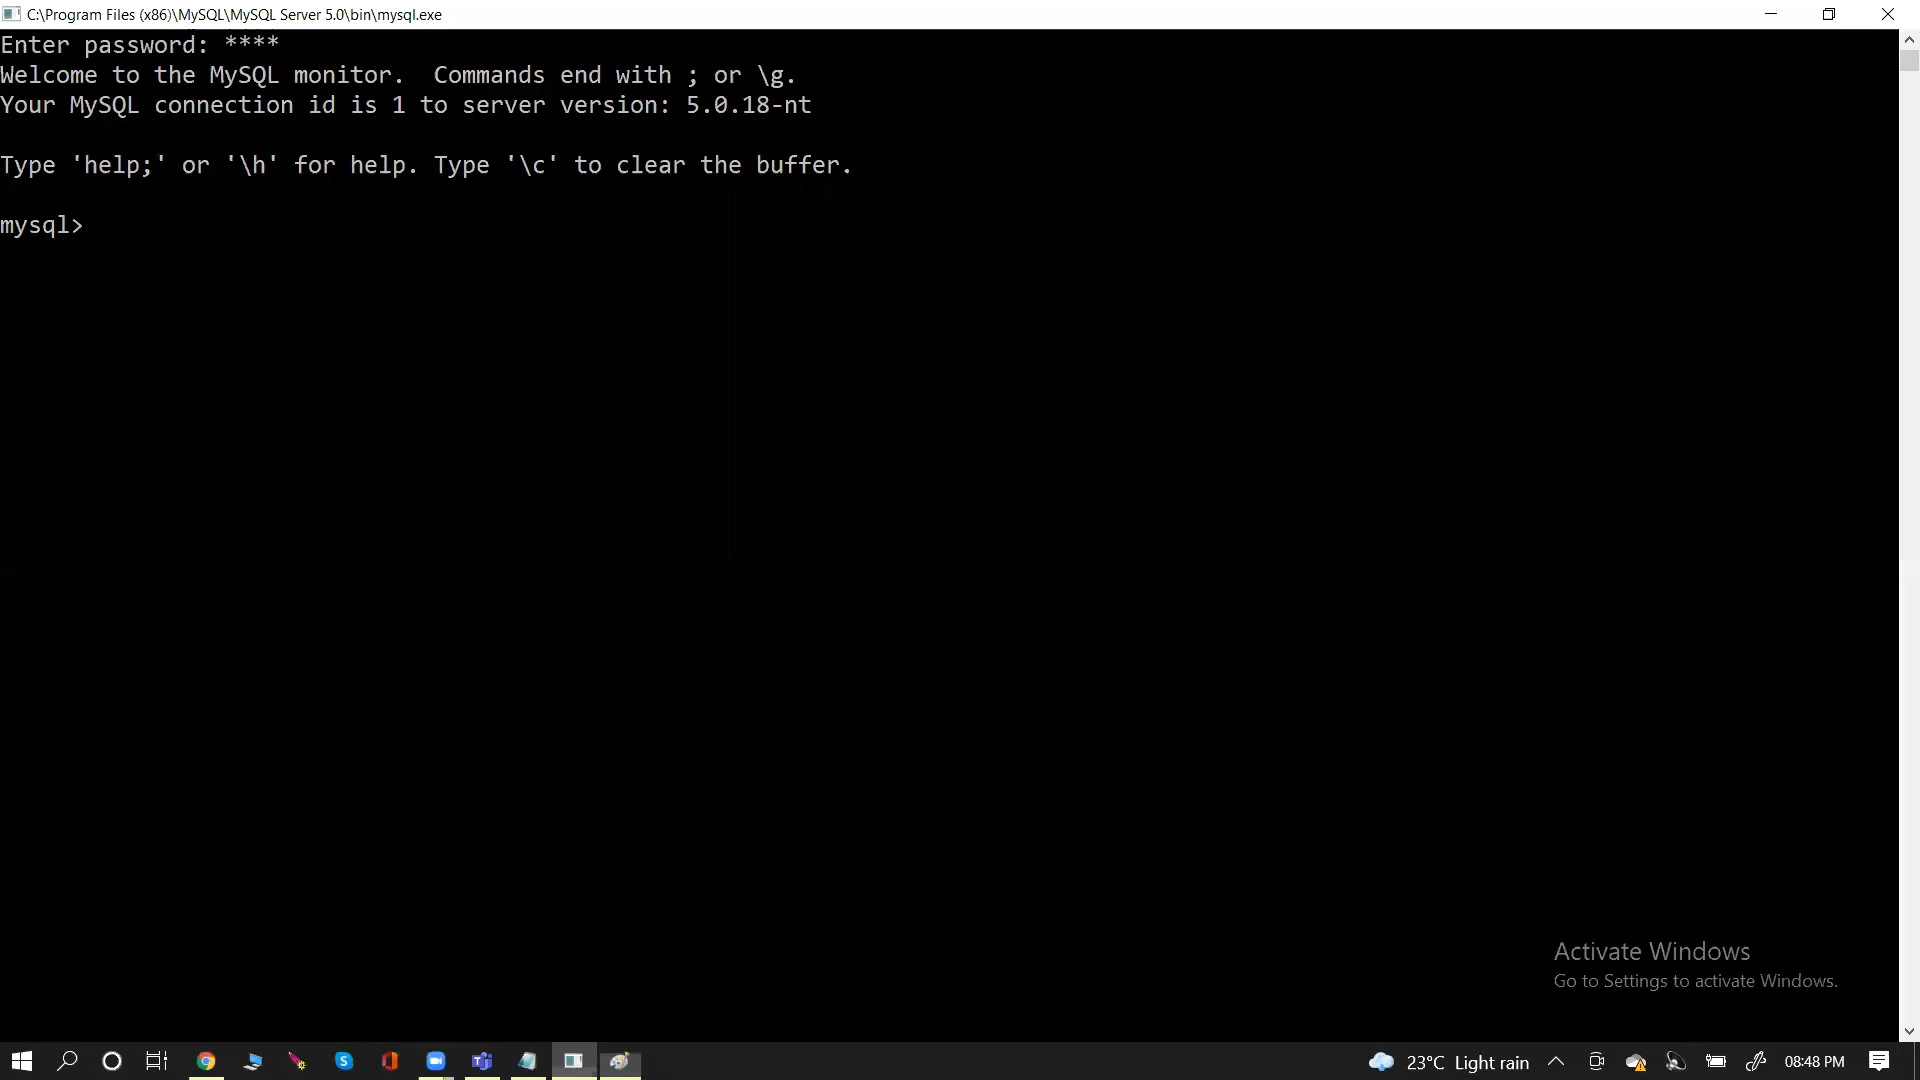 C:\Program Files (x86)\MySQL\MySQL Server 5.0\bin\mysql.exe
Enter password: ****
Welcome to the MySQL monitor.  Commands end with ; or \g.
Your MySQL connection id is 1 to server version: 5.0.18-nt
Type 'help;' or '\h' for help. Type '\c' to clear the buffer.
mysql>
Activate Windows
Go to Settings to activate Windows.
23°C Light rain 08:48 PM